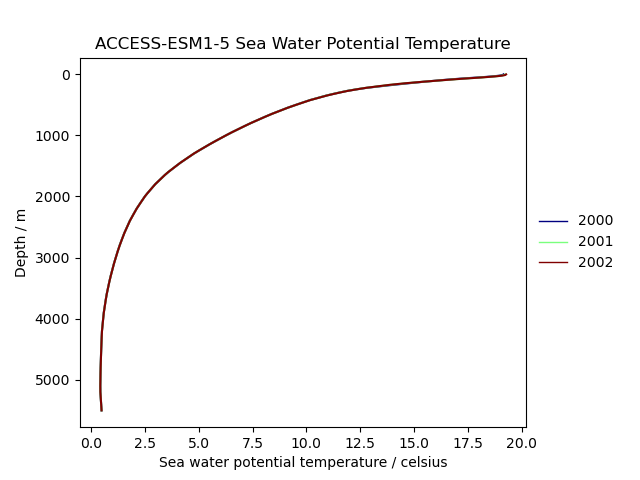 ACCESS-ESM1-5 Sea Water Potential Temperature
0
1000
2000
3000
4000
5000
Depth / m
0.0 2.5 5.0 7.5 10.0 12.5 15.0 17.5 20.0
Sea water potential temperature / celsius
2000
2001
2002